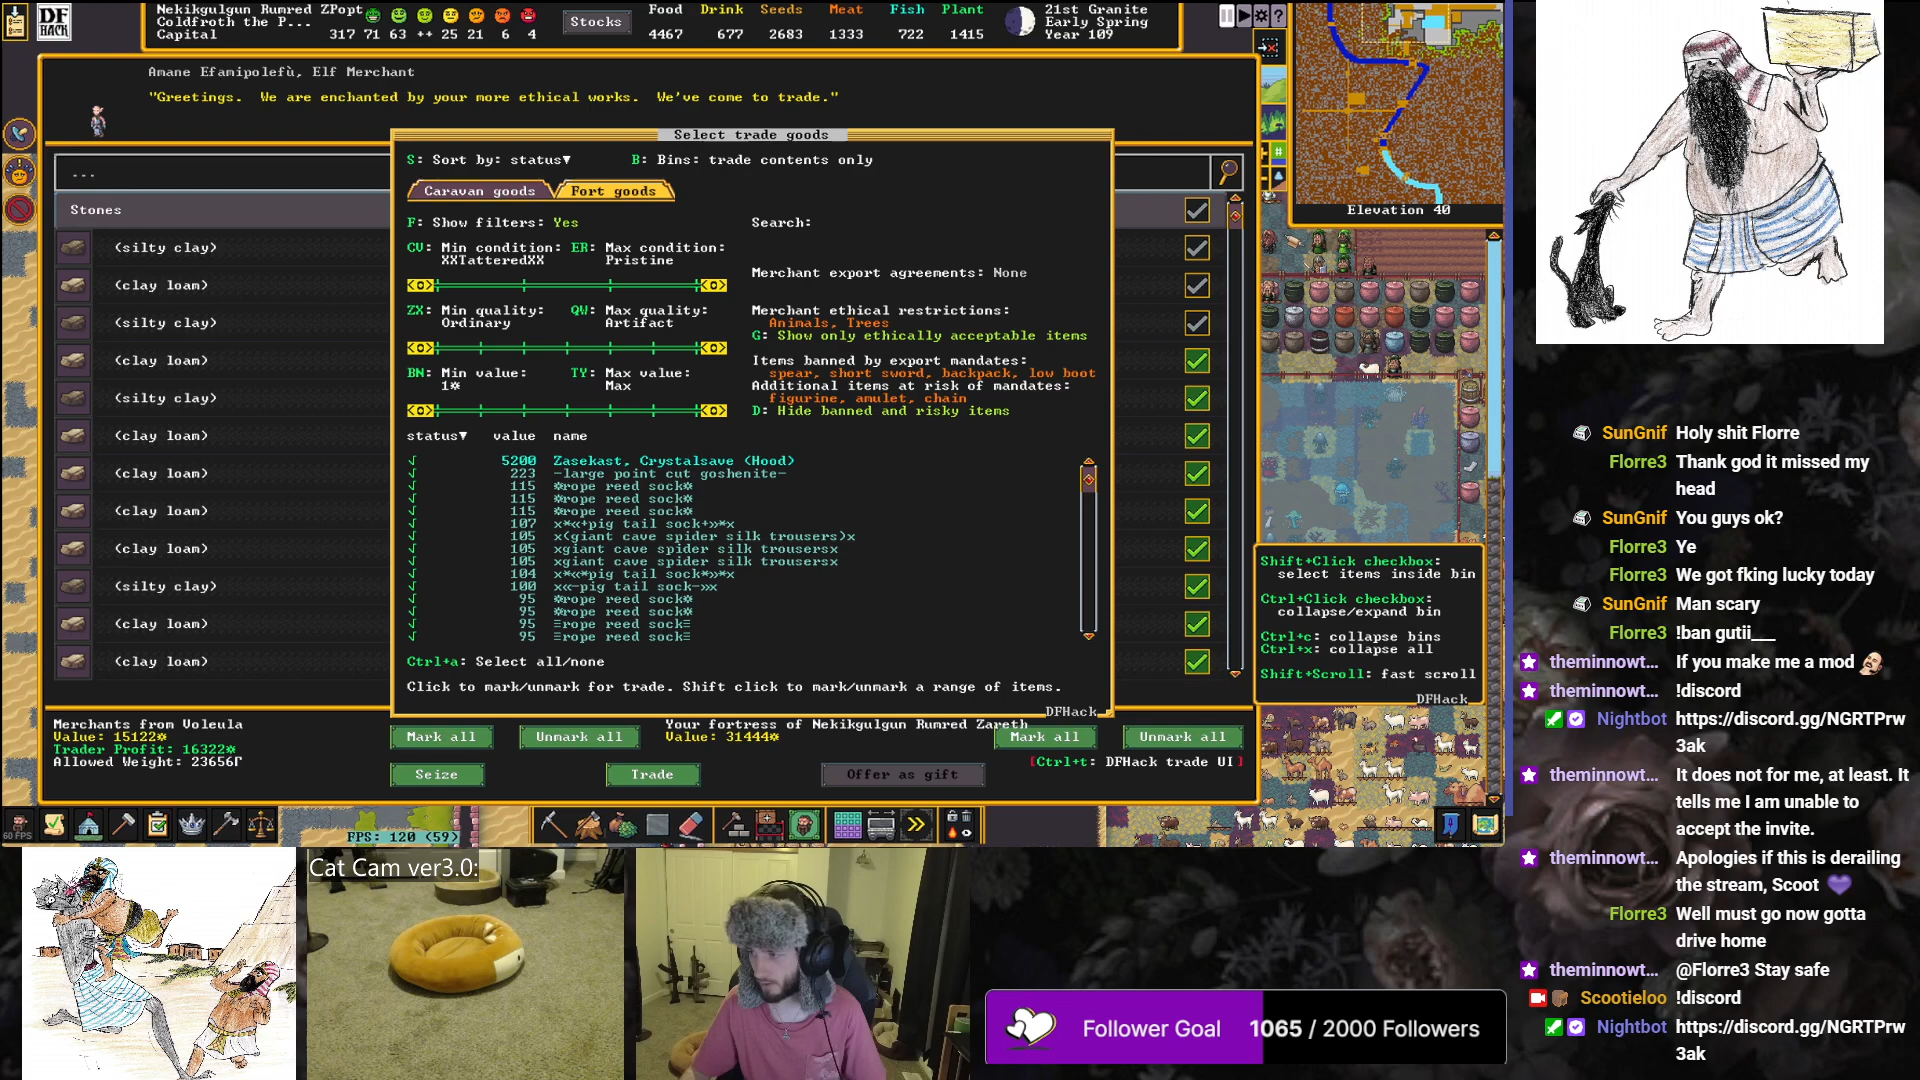 DF
HACK
Nekikgulgun Rumred ZPopt
Coldfroth the P...
Capital
317 71 63 ++ 25 21 6 4
Stocks
Food Drink Seeds Meat Fish Plant
4467 677 2683 1333 722 1415
21st Granite
Early Spring
Year 109
Elevation 40
Amane Efamipolefù, Elf Merchant
"Greetings. We are enchanted by your more ethical works. We've come to trade."
...
Stones
(silty clay)
(clay loam)
(silty clay)
(clay loam)
(silty clay)
(clay loam)
(clay loam)
(clay loam)
(clay loam)
(silty clay)
(clay loam)
(clay loam)
Select trade goods
S: Sort by: status▼
B: Bins: trade contents only
Caravan goods
Fort goods
F: Show filters: Yes
Search:
CV: Min condition: ER: Max condition:
XXTatteredXX Pristine
Merchant export agreements: None
ZX: Min quality: QW: Max quality:
Ordinary Artifact
Merchant ethical restrictions:
Animals, Trees
G: Show only ethically acceptable items
Items banned by export mandates:
spear, short sword, backpack, low boot
BN: Min value: TY: Max value:
1☼ Max
Additional items at risk of mandates:
figurine, amulet, chain
D: Hide banned and risky items
status▼ value name
√ 5200 Zasekast, Crystalsave (Hood)
√ 223 -large point cut goshenite-
√ 115 ☼rope reed sock☼
√ 115 ☼rope reed sock☼
√ 115 ☼rope reed sock☼
√ 107 x*«+pig tail sock+»*x
√ 105 x(giant cave spider silk trousers)x
√ 105 xgiant cave spider silk trousersx
√ 105 xgiant cave spider silk trousersx
√ 104 x*«*pig tail sock*»*x
√ 100 x«-pig tail sock-»x
√ 95 ☼rope reed sock☼
√ 95 ☼rope reed sock☼
√ 95 ≡rope reed sock≡
√ 95 ≡rope reed sock≡
Ctrl+a: Select all/none
Click to mark/unmark for trade. Shift click to mark/unmark a range of items.
DFHack
Shift+Click checkbox:
select items inside bin
Ctrl+Click checkbox:
collapse/expand bin
Ctrl+c: collapse bins
Ctrl+x: collapse all
Shift+Scroll: fast scroll
DFHack
Merchants from Voleula
Value: 15122☼
Trader Profit: 16322☼
Allowed Weight: 23656Γ
Mark all
Unmark all
Your fortress of Nekikgulgun Rumred Zareth
Value: 31444☼
Mark all
Unmark all
Seize
Trade
Offer as gift
[Ctrl+t: DFHack trade UI]
60 FPS
FPS: 120 (59)
Cat Cam ver3.0:
Follower Goal 1065 / 2000 Followers
SunGnif Holy shit Florre
Florre3 Thank god it missed my
head
SunGnif You guys ok?
Florre3 Ye
Florre3 We got fking lucky today
SunGnif Man scary
Florre3 !ban gutii___
theminnowt... If you make me a mod
theminnowt... !discord
Nightbot https://discord.gg/NGRTPrw
3ak
theminnowt... It does not for me, at least. It
tells me I am unable to
accept the invite.
theminnowt... Apologies if this is derailing
the stream, Scoot
Florre3 Well must go now gotta
drive home
theminnowt... @Florre3 Stay safe
Scootieloo !discord
Nightbot https://discord.gg/NGRTPrw
3ak